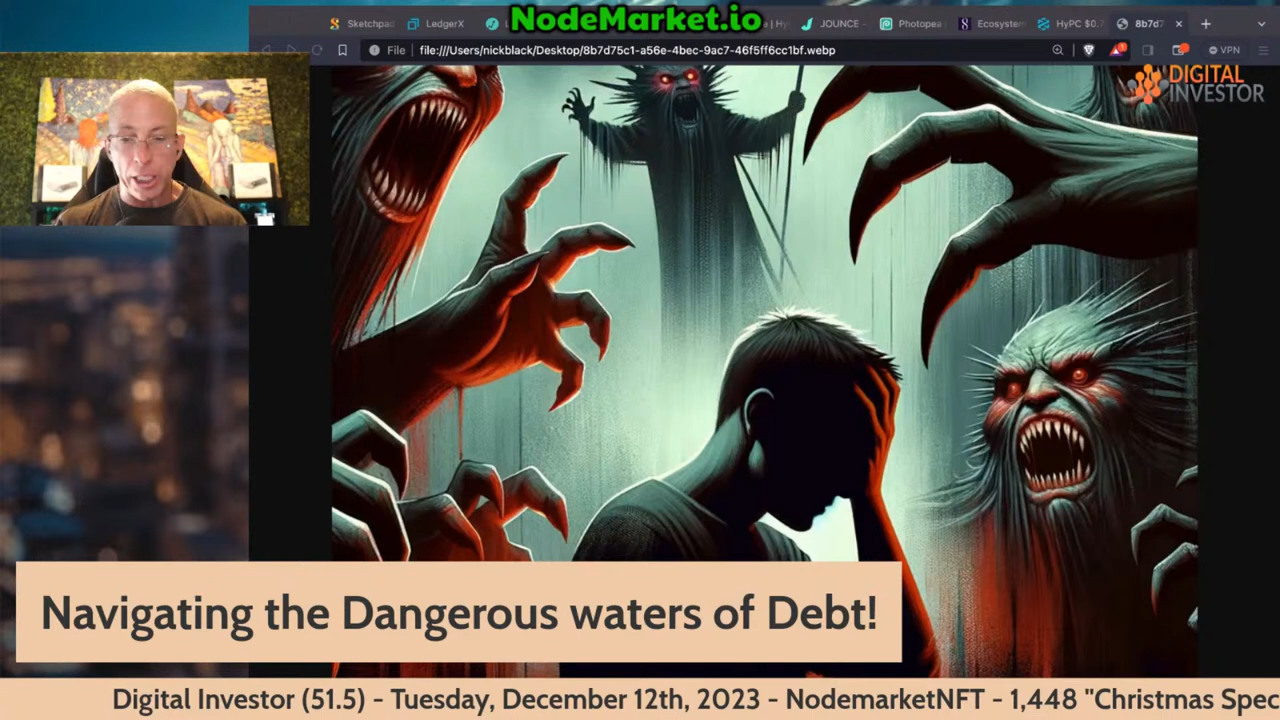 NodeMarket.io
Sketchpad
LedgerX
JOUNCE
Photopea
Ecosystem
HyPC $0.
8b7d7
File
file:///Users/nickblack/Desktop/8b7d75c1-a56e-4bec-9ac7-46f5ff6cc1bf.webp
VPN
DIGITAL
INVESTOR
Navigating the Dangerous waters of Debt!
Digital Investor (51.5) - Tuesday, December 12th, 2023 - NodemarketNFT - 1,448 "Christmas Spec